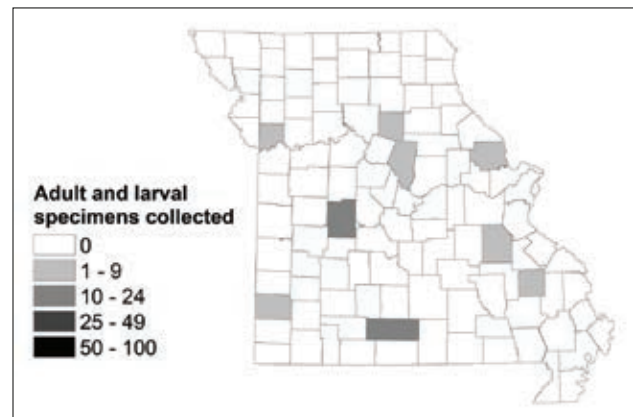 Adult and larval
specimens collected
0
1 - 9
10 - 24
25 - 49
50 - 100